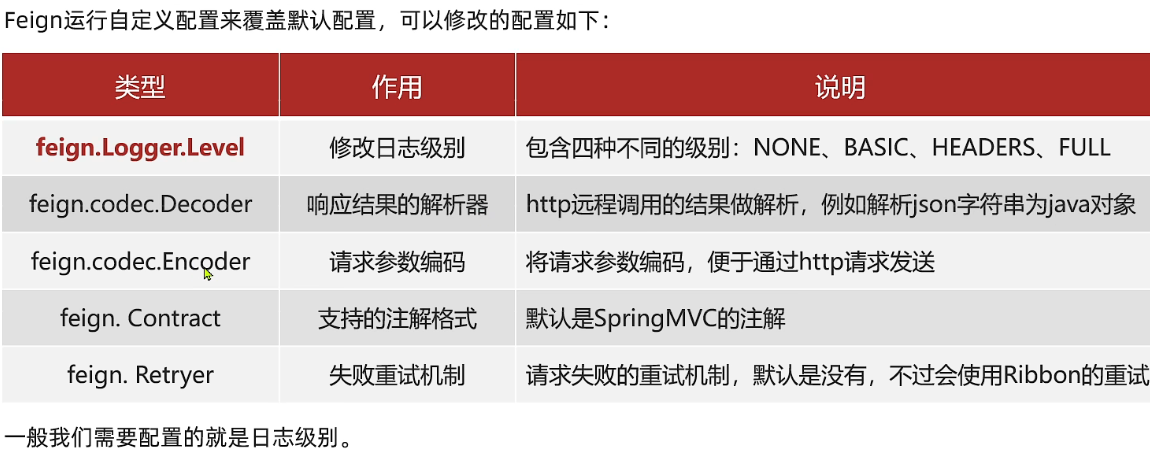 Feign运行自定义配置来覆盖默认配置，可以修改的配置如下：
类型 作用 说明
feign.Logger.Level 修改日志级别 包含四种不同的级别：NONE、BASIC、HEADERS、FULL
feign.codec.Decoder 响应结果的解析器 http远程调用的结果做解析，例如解析json字符串为java对象
feign.codec.Encoder 请求参数编码 将请求参数编码，便于通过http请求发送
feign. Contract 支持的注解格式 默认是SpringMVC的注解
feign. Retryer 失败重试机制 请求失败的重试机制，默认是没有，不过会使用Ribbon的重试
一般我们需要配置的就是日志级别。